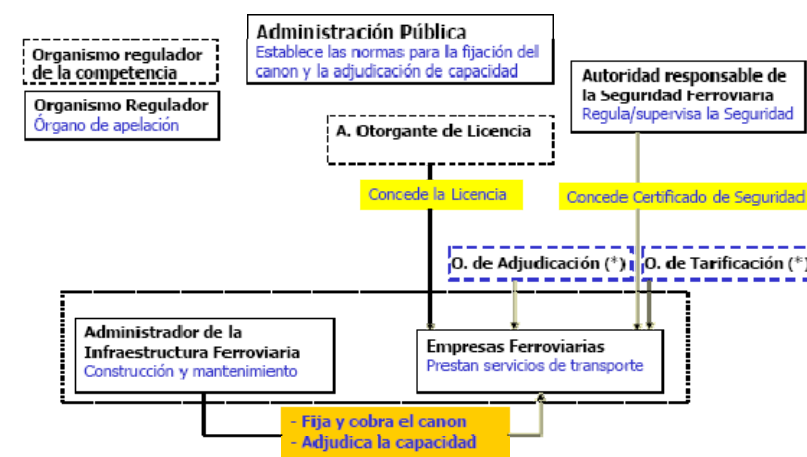 Administración Pública
Establece las normas para la fijación del
canon y la adjudicación de capacidad
Organismo regulador
de la competencia
Organismo Regulador
Órgano de apelación
Autoridad responsable de
la Seguridad Ferroviaria
Regula/supervisa la Seguridad
A. Otorgante de Licencia
Concede la Licencia
Concede Certificado de Seguridad
O. de Adjudicación (*)
O. de Tarificación (*)
Administrador de la
Infraestructura Ferroviaria
Construcción y mantenimiento
Empresas Ferroviarias
Prestan servicios de transporte
- Fija y cobra el canon
- Adjudica la capacidad